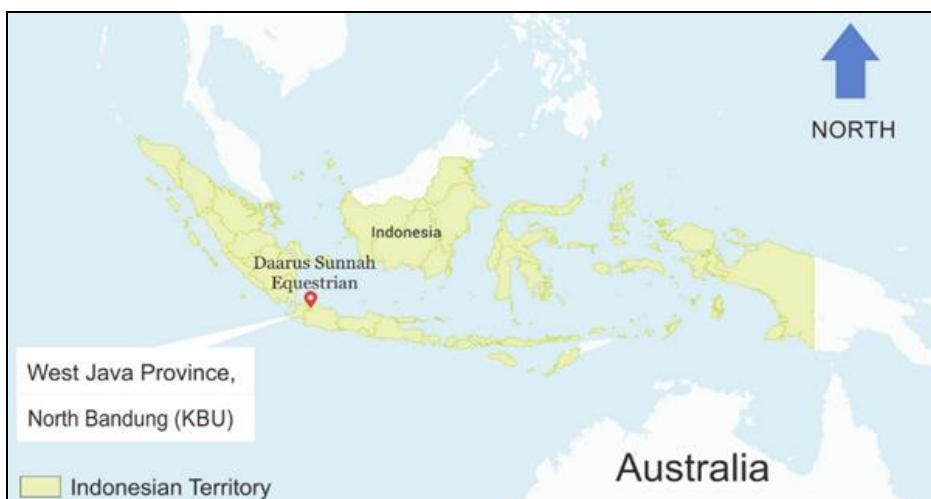 NORTH
Indonesia
Daarus Sunnah
Equestrian
West Java Province,
North Bandung (KBU)
Australia
Indonesian Territory